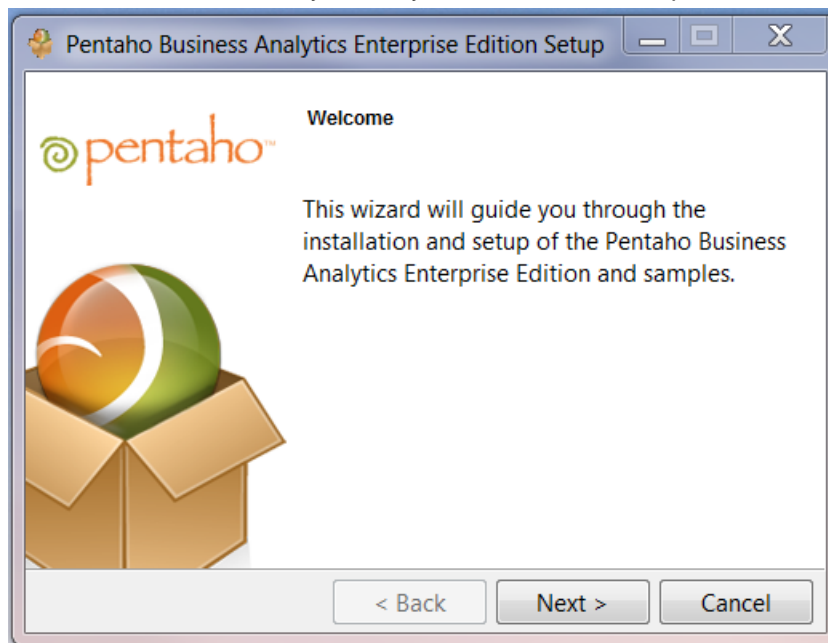 Pentaho Business Analytics Enterprise Edition Setup
pentaho™
Welcome
This wizard will guide you through the
installation and setup of the Pentaho Business
Analytics Enterprise Edition and samples.
< Back Next > Cancel